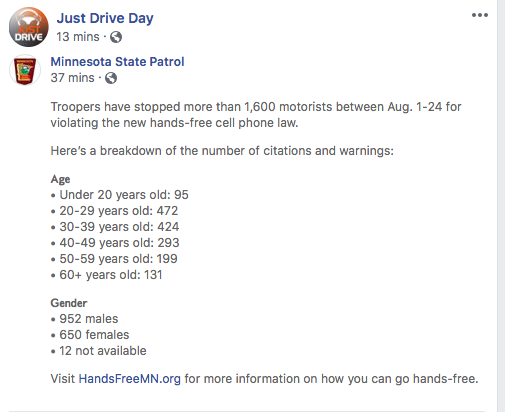 JUST
DRIVE
Just Drive Day
13 mins ·
Minnesota State Patrol
37 mins ·
Troopers have stopped more than 1,600 motorists between Aug. 1-24 for
violating the new hands-free cell phone law.
Here's a breakdown of the number of citations and warnings:
Age
• Under 20 years old: 95
• 20-29 years old: 472
• 30-39 years old: 424
• 40-49 years old: 293
• 50-59 years old: 199
• 60+ years old: 131
Gender
• 952 males
• 650 females
• 12 not available
Visit HandsFreeMN.org for more information on how you can go hands-free.